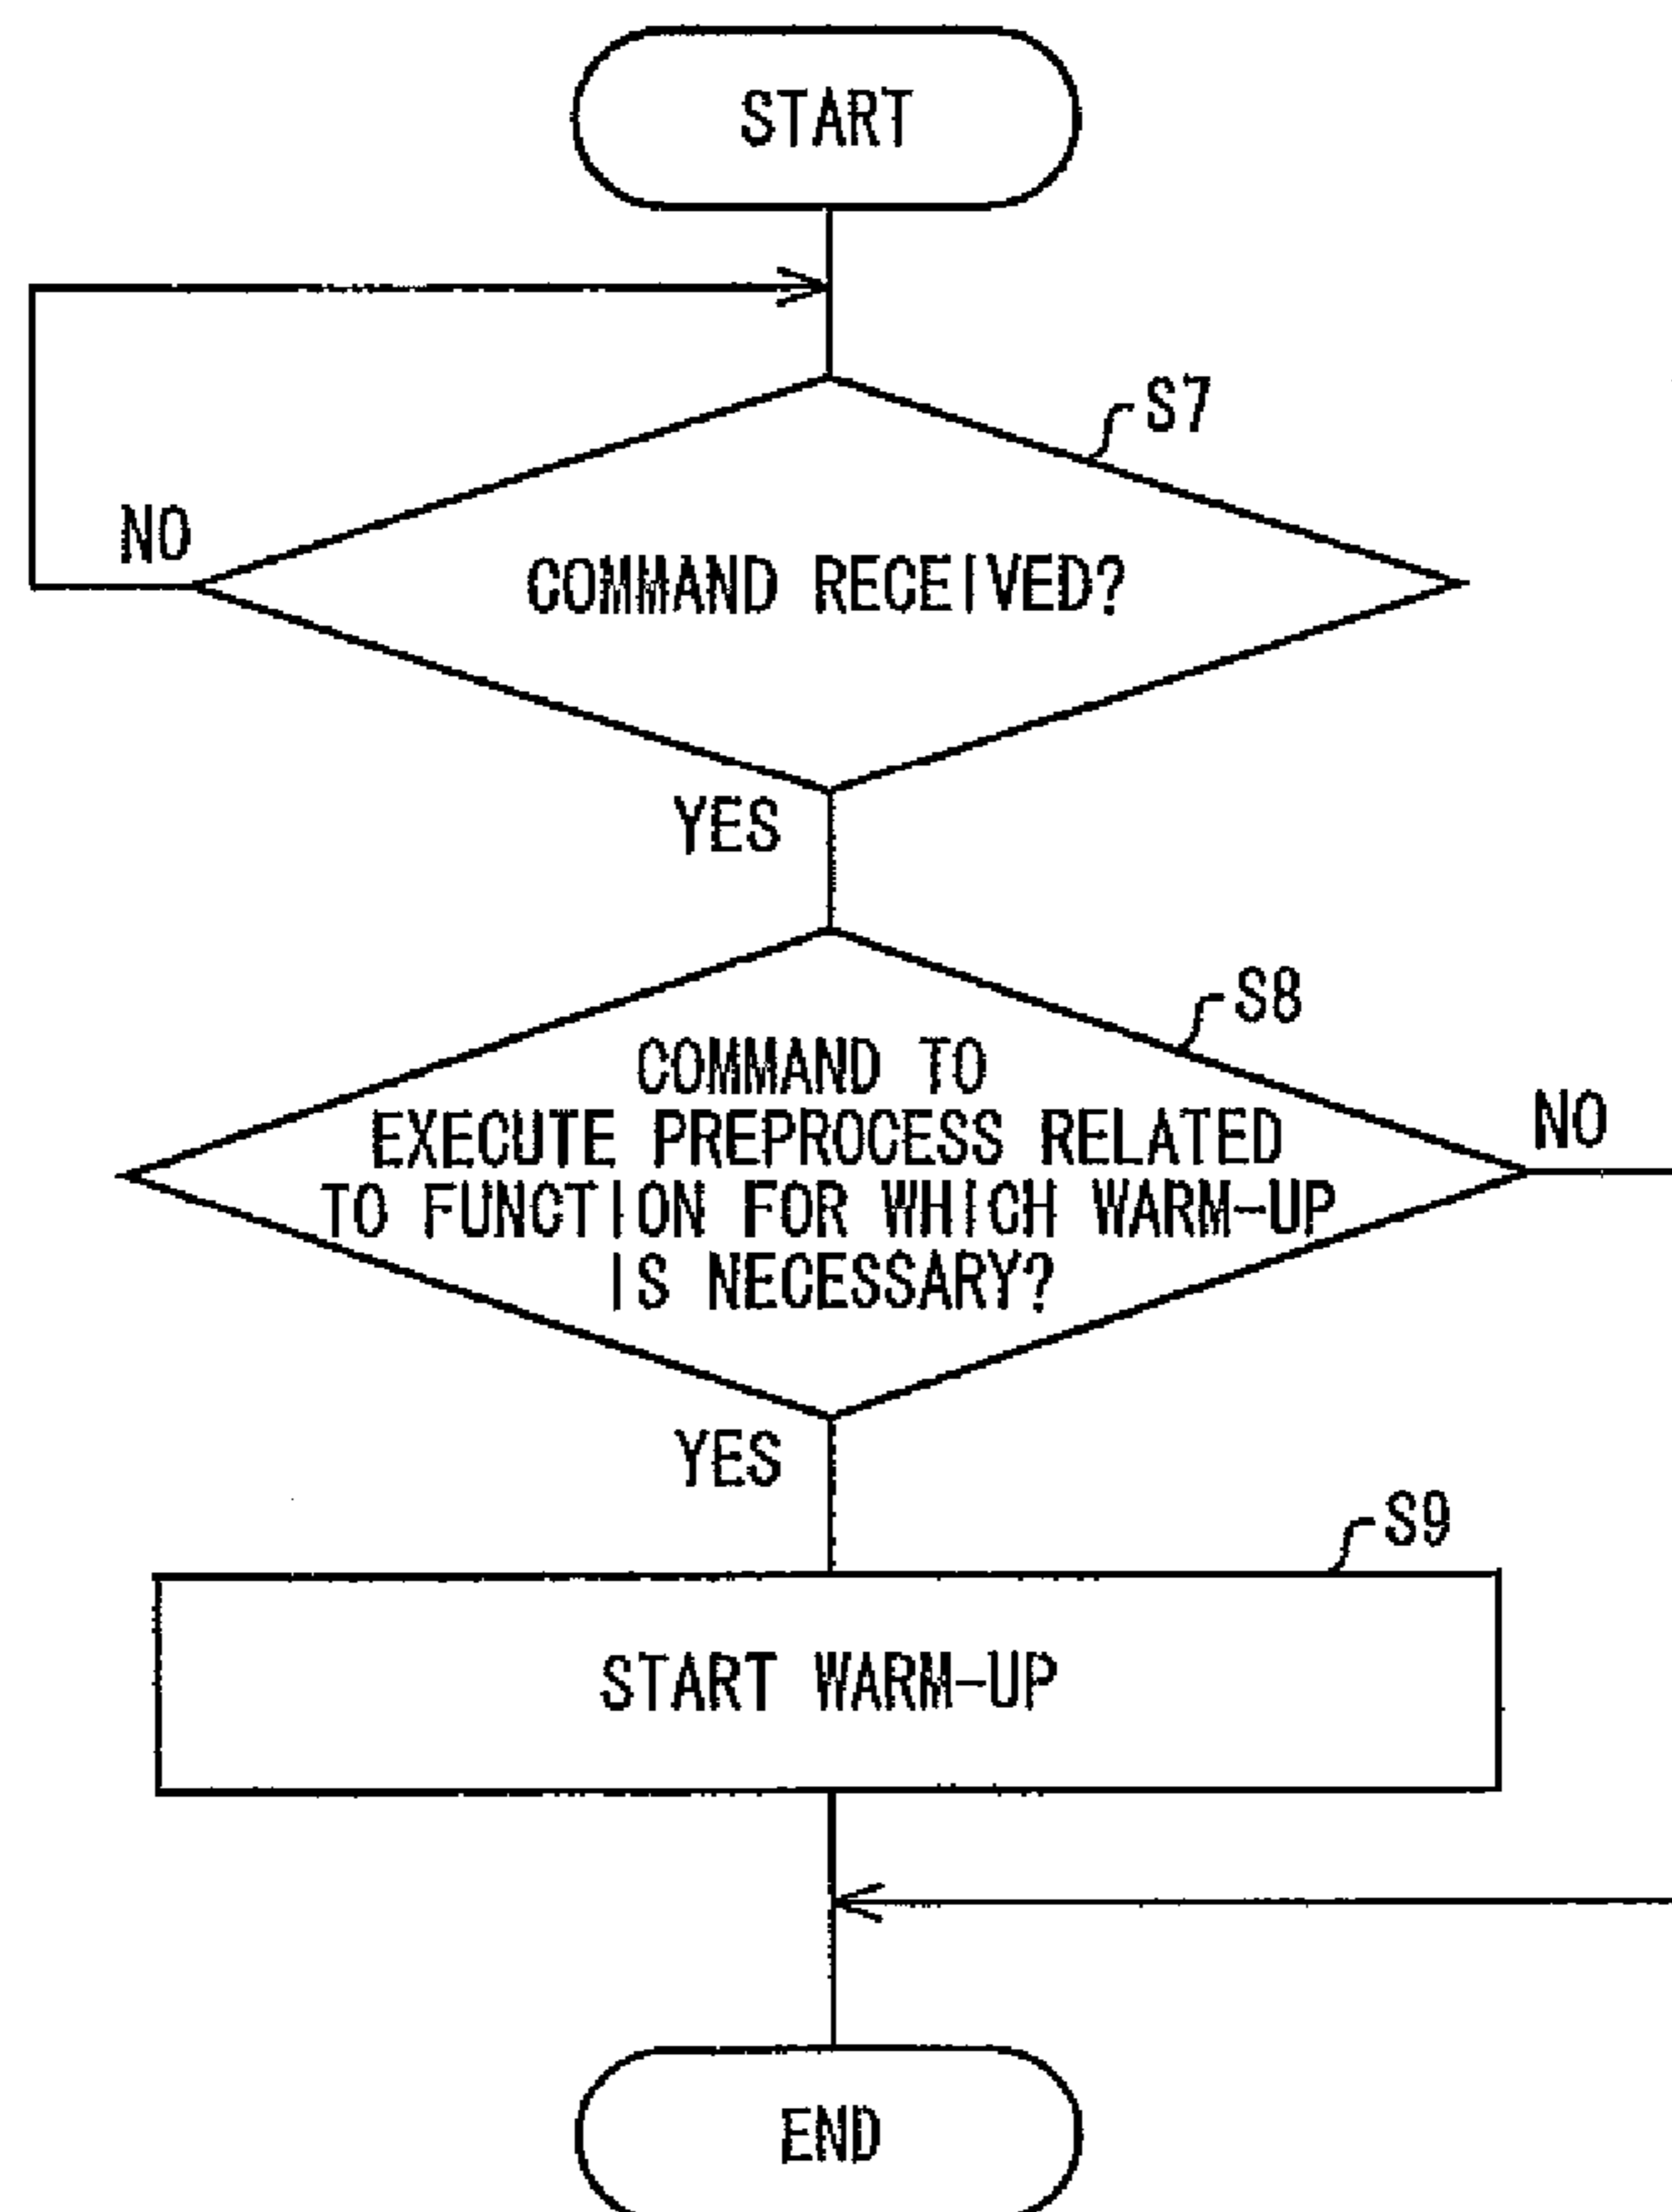 START
S7
NO
COMMAND RECEIVED?
YES
S8
COMMAND TO
EXECUTE PREPROCESS RELATED
TO FUNCTION FOR WHICH WARM-UP
IS NECESSARY?
NO
YES
S9
START WARM-UP
END